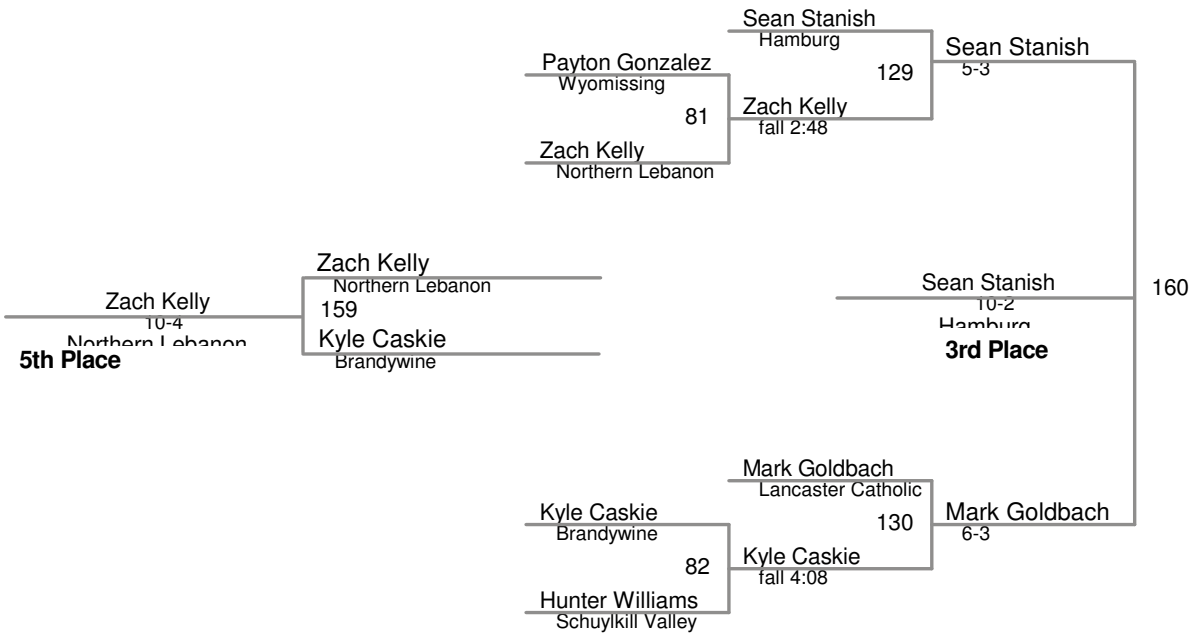 Sean Stanish
Hamburg
Sean Stanish
5-3
Payton Gonzalez
Wyomissing
129
81
Zach Kelly
fall 2:48
Zach Kelly
Northern Lebanon
Zach Kelly
Northern Lebanon
Zach Kelly
10-4
Northern Lebanon
5th Place
159
Kyle Caskie
Brandywine
Sean Stanish
10-2
Hamburg
3rd Place
160
Mark Goldbach
Lancaster Catholic
Kyle Caskie
Brandywine
130
Mark Goldbach
6-3
82
Kyle Caskie
fall 4:08
Hunter Williams
Schuylkill Valley